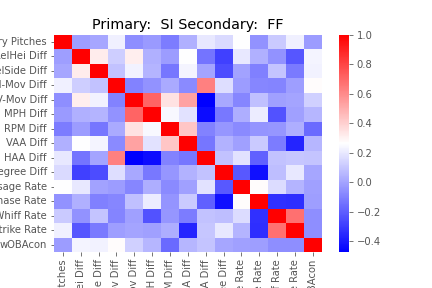 Primary:  SI Secondary:  FF
ry Pitches
RelHei Diff
elSide Diff
H-Mov Diff
V-Mov Diff
MPH Diff
RPM Diff
VAA Diff
HAA Diff
egree Diff
sage Rate
hase Rate
Whiff Rate
trike Rate
wOBAcon
1.0
0.8
0.6
0.4
0.2
0.0
−0.2
−0.4
itches
ei Diff
e Diff
v Diff
ov Diff
H Diff
M Diff
A Diff
A Diff
ee Diff
e Rate
e Rate
f Rate
e Rate
BAcon